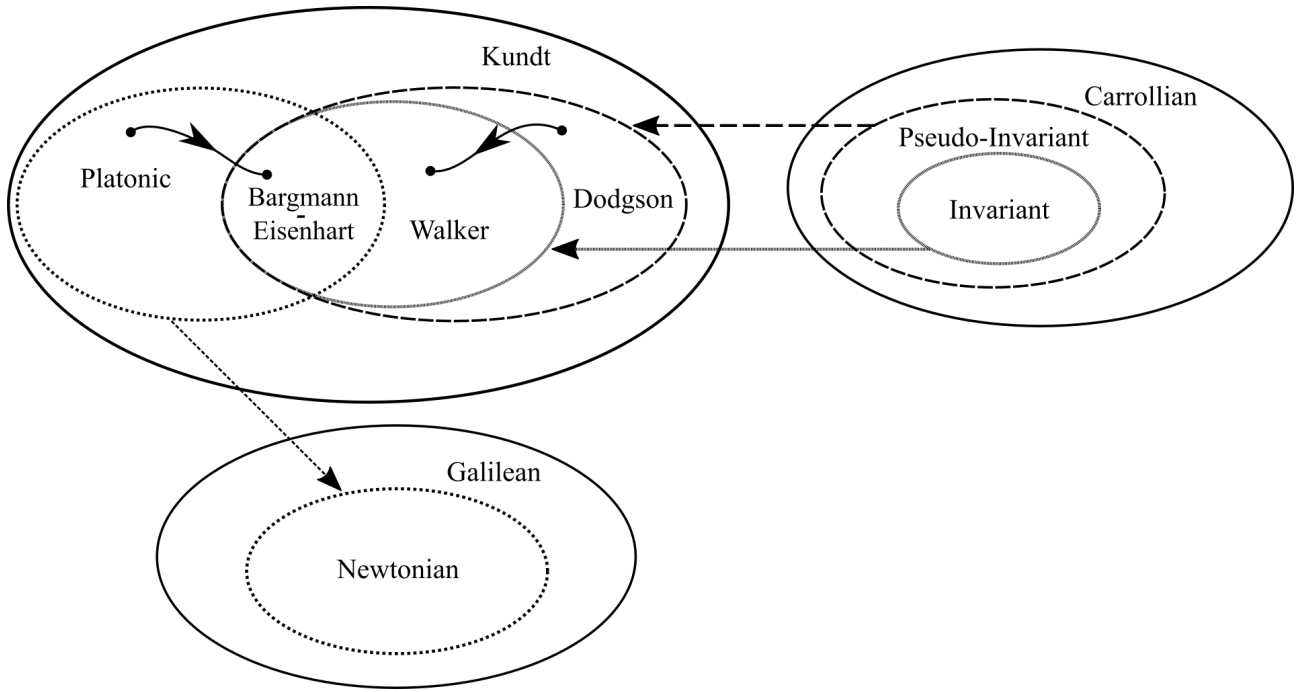 Kundt
Carrollian
Pseudo-Invariant
Platonic
Bargmann
-
Eisenhart
Walker
Dodgson
Invariant
Galilean
Newtonian